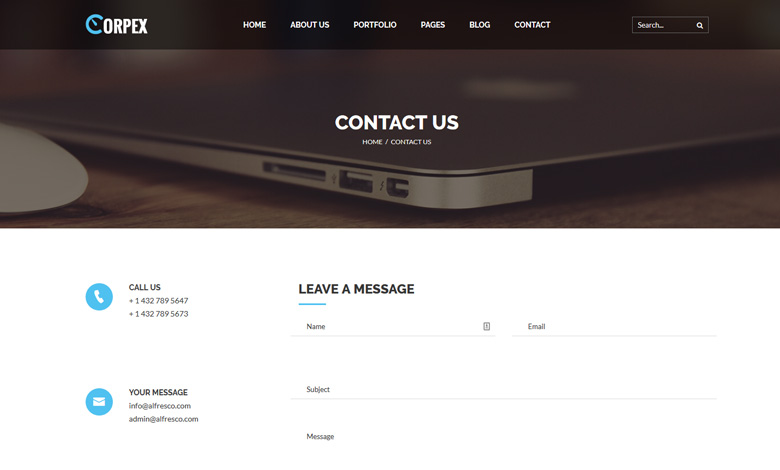 CORPEX
HOME ABOUT US PORTFOLIO PAGES BLOG CONTACT
Search...
CONTACT US
HOME / CONTACT US
CALL US
+ 1 432 789 5647
+ 1 432 789 5673
YOUR MESSAGE
info@alfresco.com
admin@alfresco.com
LEAVE A MESSAGE
Name
Email
Subject
Message